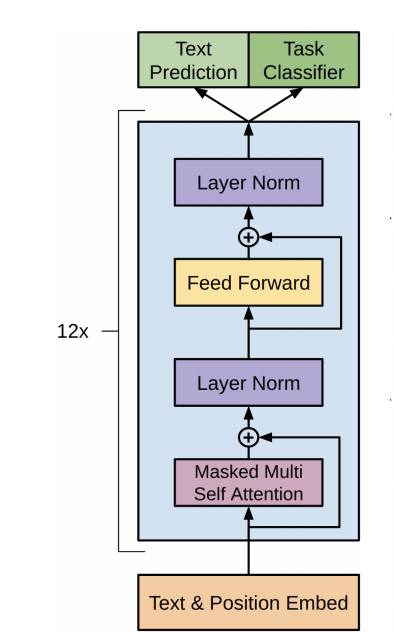 Text
Prediction
Task
Classifier
Layer Norm
+
Feed Forward
12x
Layer Norm
+
Masked Multi
Self Attention
Text & Position Embed